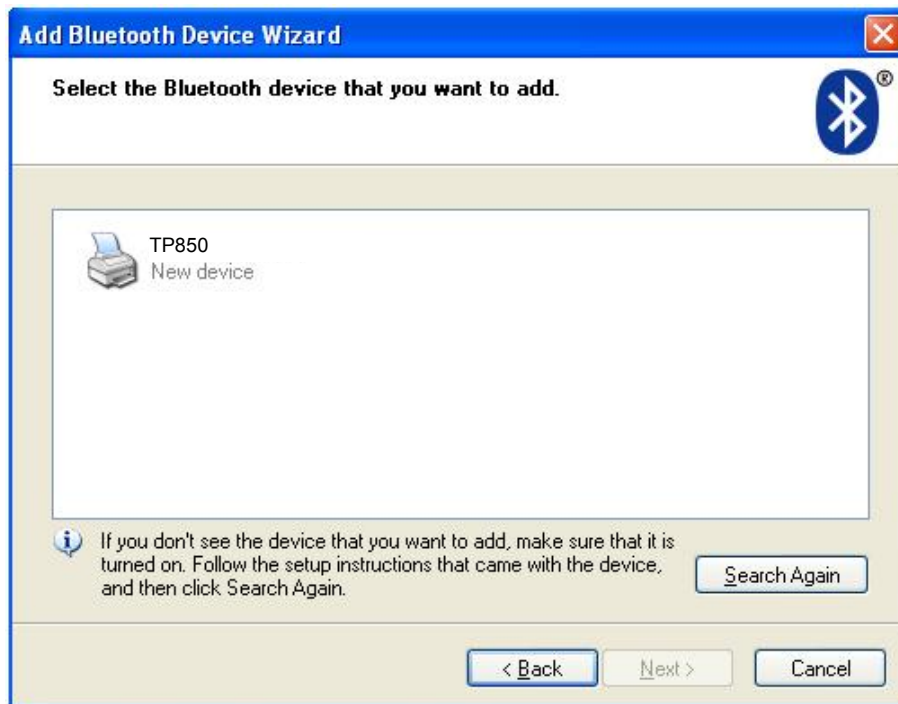 Add Bluetooth Device Wizard
Select the Bluetooth device that you want to add.
®
TP850
New device
If you don't see the device that you want to add, make sure that it is
turned on. Follow the setup instructions that came with the device,
and then click Search Again.
Search Again
< Back
Next >
Cancel